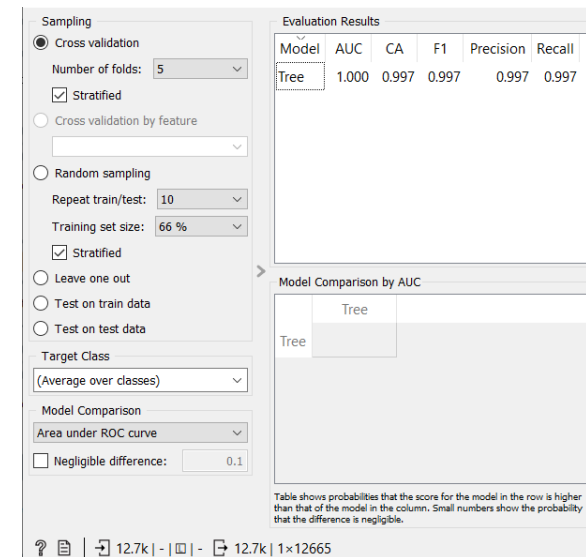 Sampling
Cross validation
Number of folds: 5
Stratified
Cross validation by feature
Random sampling
Repeat train/test: 10
Training set size: 66 %
Stratified
Leave one out
Test on train data
Test on test data
Target Class
(Average over classes)
Model Comparison
Area under ROC curve
Negligible difference: 0.1
Evaluation Results
Model AUC CA F1 Precision Recall
Tree 1.000 0.997 0.997 0.997 0.997
Model Comparison by AUC
Tree
Tree
Table shows probabilities that the score for the model in the row is higher
than that of the model in the column. Small numbers show the probability
that the difference is negligible.
? 12.7k | - | - 12.7k | 1×12665